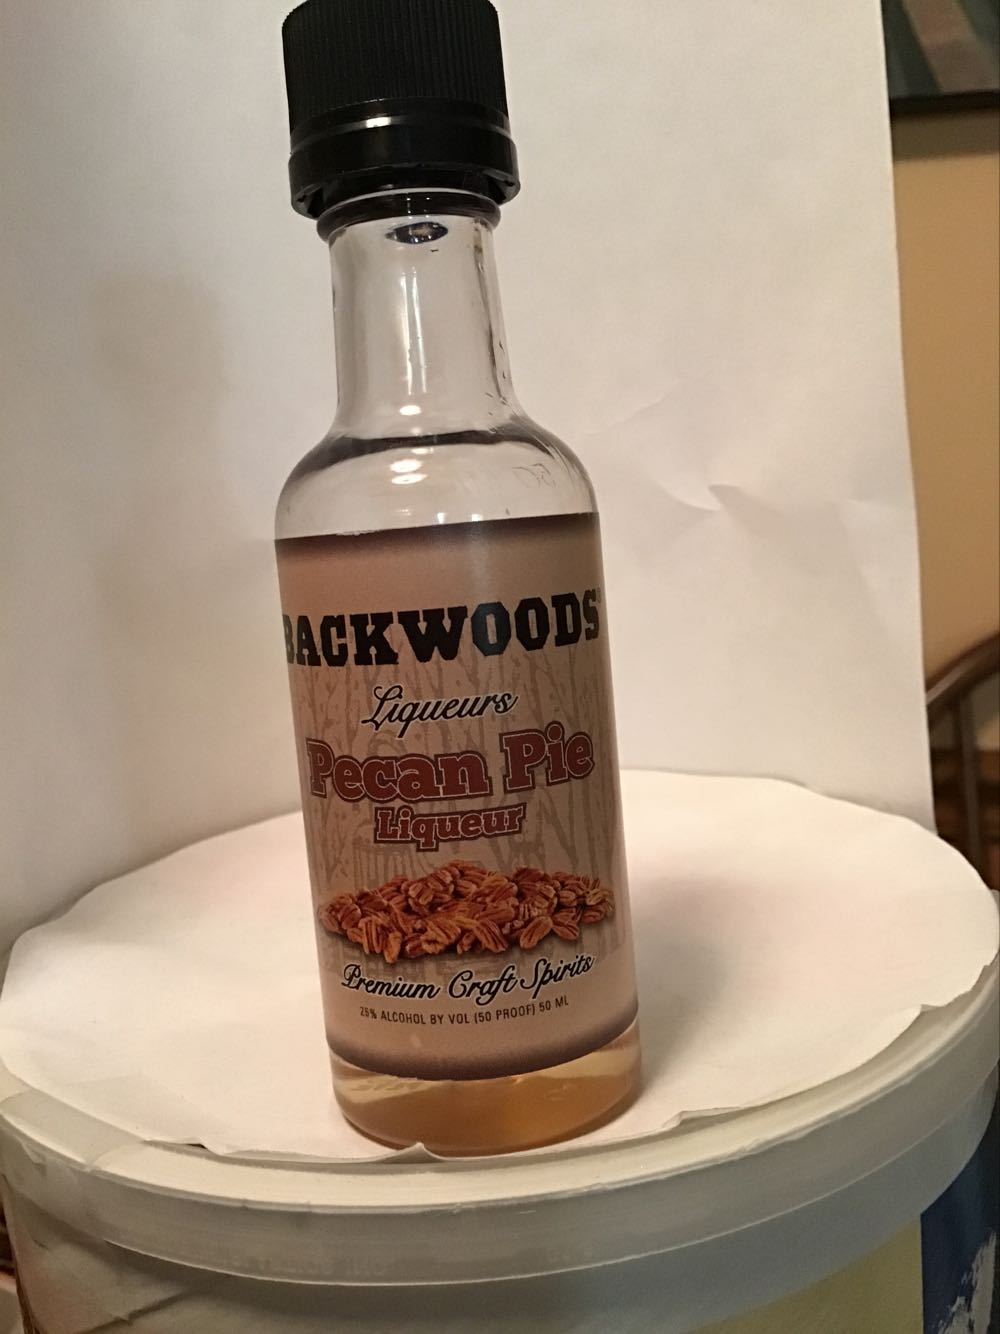 BACKWOODS
Liqueurs
Pecan Pie
Liqueur
Premium Craft Spirits
25% ALCOHOL BY VOL (50 PROOF) 50 ML